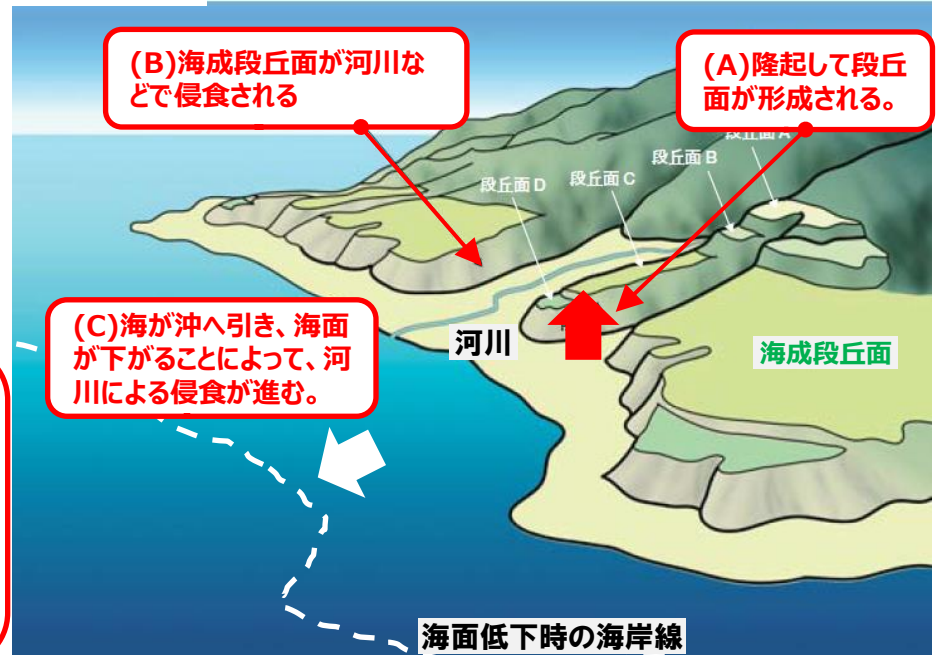 (B)海成段丘面が河川な
どで侵食される
(A)隆起して段丘
面が形成される。
段丘面A
段丘面B
段丘面C
段丘面D
(C)海が沖へ引き、海面
が下がることによって、河
川による侵食が進む。
河川
海成段丘面
海面低下時の海岸線